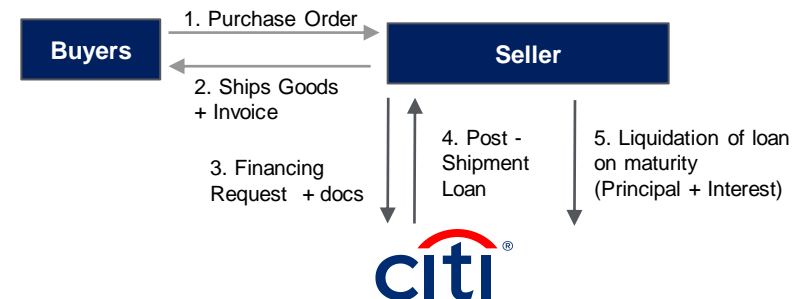 1. Purchase Order
Buyers
Seller
2. Ships Goods
+ Invoice
3. Financing
Request + docs
4. Post -
Shipment
Loan
5. Liquidation of loan
on maturity
(Principal + Interest)
citi®